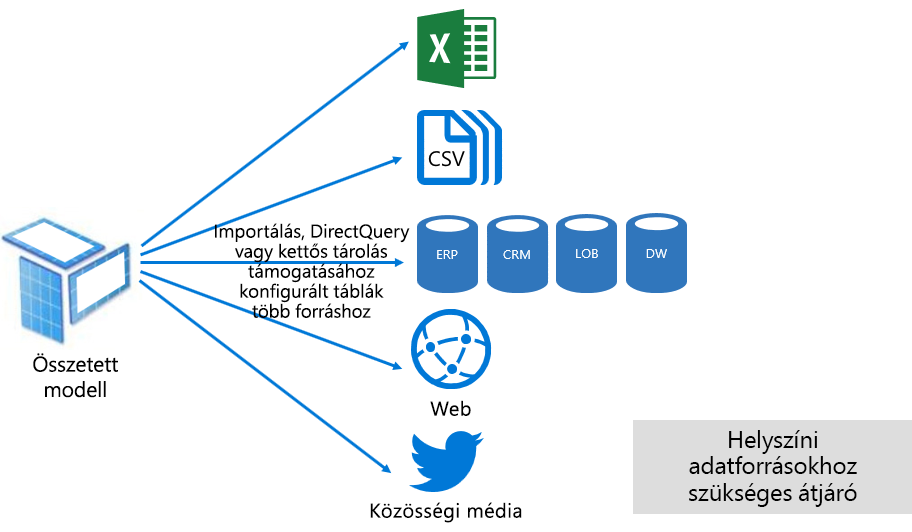 X
CSV
Importálás, DirectQuery
vagy kettős tárolás
támogatásához
konfigurált táblák
több forráshoz
ERP
CRM
LOB
DW
Összetett
modell
Web
Közösségi média
Helyszíni
adatforrásokhoz
szükséges átjáró